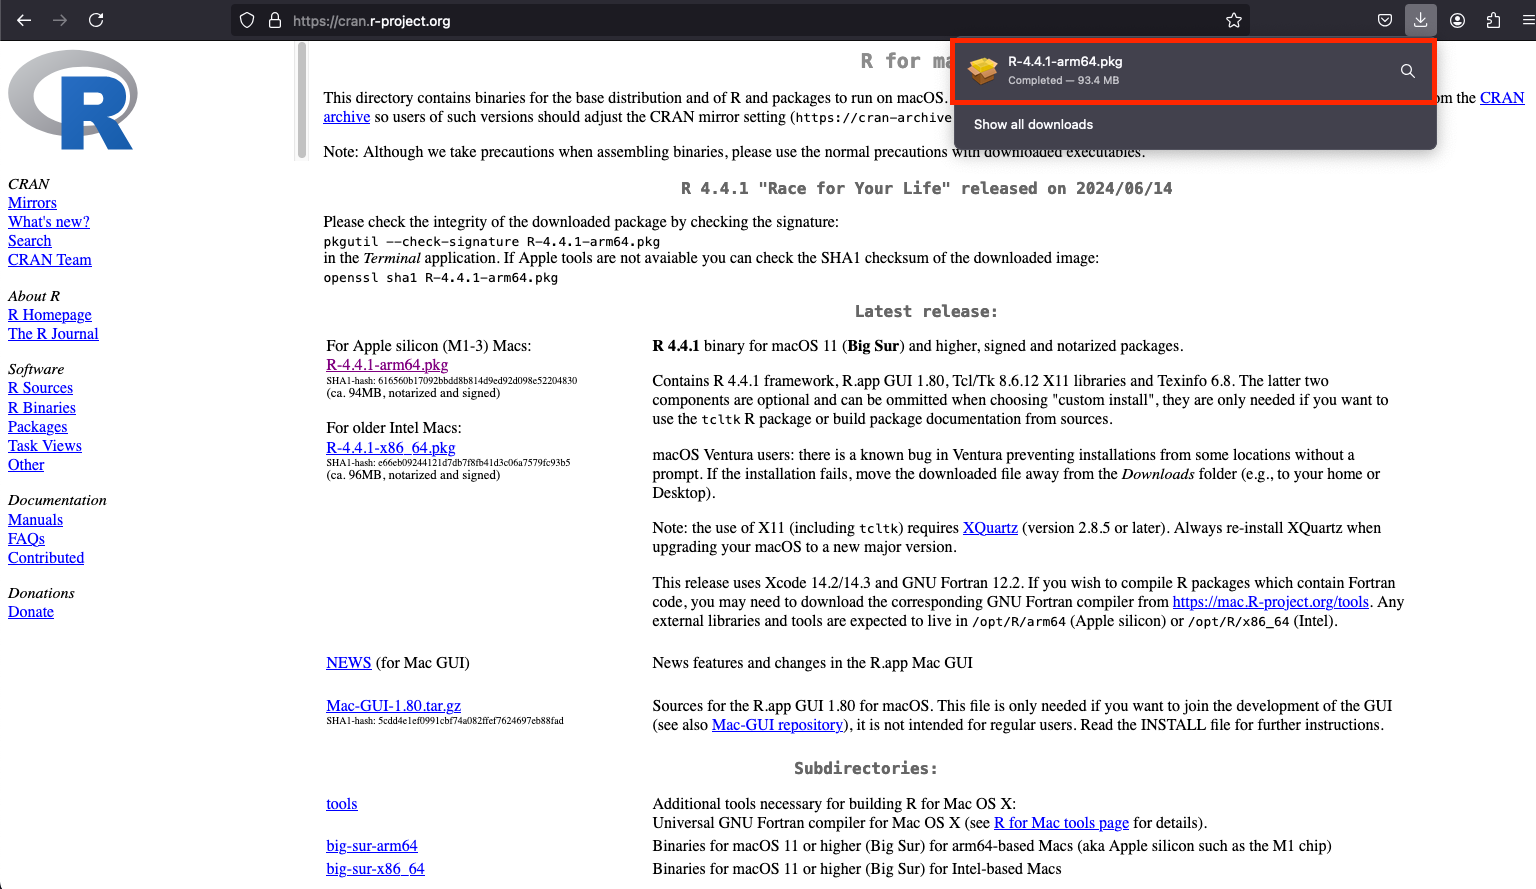 https://cran.r-project.org
R-4.4.1-arm64.pkg
Completed — 93.4 MB
Show all downloads
R
CRAN
Mirrors
What's new?
Search
CRAN Team
About R
R Homepage
The R Journal
Software
R Sources
R Binaries
Packages
Task Views
Other
Documentation
Manuals
FAQs
Contributed
Donations
Donate
R for
This directory contains binaries for the base distribution and of R and packages to run on macOS. the CRAN
archive so users of such versions should adjust the CRAN mirror setting (https://cran-archive
Note: Although we take precautions when assembling binaries, please use the normal precautions with downloaded executables.
R 4.4.1 "Race for Your Life" released on 2024/06/14
Please check the integrity of the downloaded package by checking the signature:
pkgutil --check-signature R-4.4.1-arm64.pkg
in the Terminal application. If Apple tools are not avaiable you can check the SHA1 checksum of the downloaded image:
openssl sha1 R-4.4.1-arm64.pkg
Latest release:
For Apple silicon (M1-3) Macs:
R-4.4.1-arm64.pkg
SHA1-hash: 616560b17092bbdd8b814d9ed92d098e52204830
(ca. 94MB, notarized and signed)
For older Intel Macs:
R-4.4.1-x86_64.pkg
SHA1-hash: e66eb09244121d7db7f8fb41d3c06a7579fc93b5
(ca. 96MB, notarized and signed)
R 4.4.1 binary for macOS 11 (Big Sur) and higher, signed and notarized packages.
Contains R 4.4.1 framework, R.app GUI 1.80, Tcl/Tk 8.6.12 X11 libraries and Texinfo 6.8. The latter two
components are optional and can be ommitted when choosing "custom install", they are only needed if you want to
use the tcltk R package or build package documentation from sources.
macOS Ventura users: there is a known bug in Ventura preventing installations from some locations without a
prompt. If the installation fails, move the downloaded file away from the Downloads folder (e.g., to your home or
Desktop).
Note: the use of X11 (including tcltk) requires XQuartz (version 2.8.5 or later). Always re-install XQuartz when
upgrading your macOS to a new major version.
This release uses Xcode 14.2/14.3 and GNU Fortran 12.2. If you wish to compile R packages which contain Fortran
code, you may need to download the corresponding GNU Fortran compiler from https://mac.R-project.org/tools. Any
external libraries and tools are expected to live in /opt/R/arm64 (Apple silicon) or /opt/R/x86_64 (Intel).
NEWS (for Mac GUI)
News features and changes in the R.app Mac GUI
Mac-GUI-1.80.tar.gz
SHA1-hash: 5cdd4e1ef0991cbf74a082ffef7624697eb88fad
Sources for the R.app GUI 1.80 for macOS. This file is only needed if you want to join the development of the GUI
(see also Mac-GUI repository), it is not intended for regular users. Read the INSTALL file for further instructions.
Subdirectories:
tools
Additional tools necessary for building R for Mac OS X:
Universal GNU Fortran compiler for Mac OS X (see R for Mac tools page for details).
big-sur-arm64
Binaries for macOS 11 or higher (Big Sur) for arm64-based Macs (aka Apple silicon such as the M1 chip)
big-sur-x86_64
Binaries for macOS 11 or higher (Big Sur) for Intel-based Macs